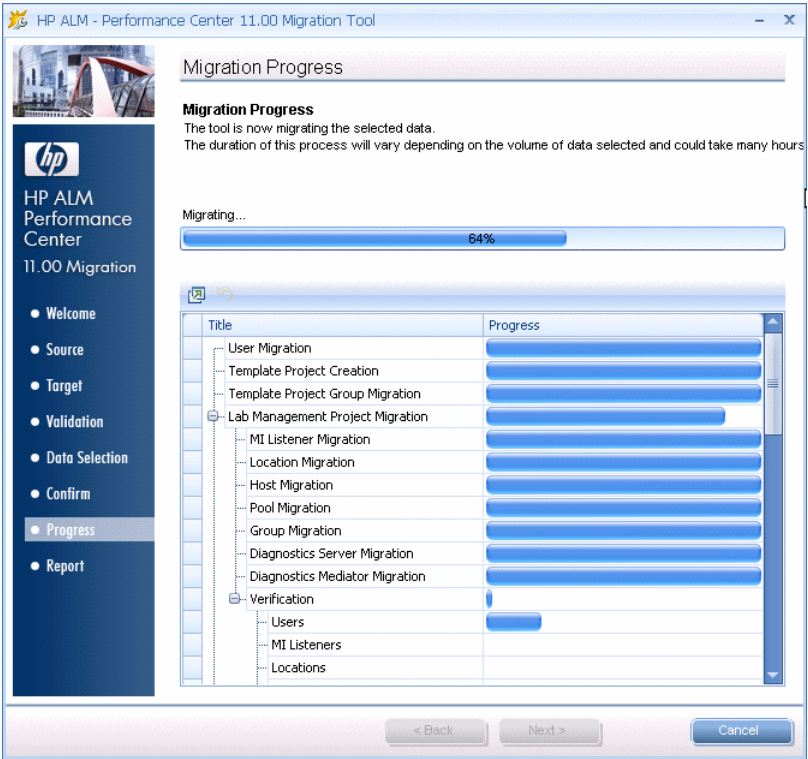 HP ALM - Performance Center 11.00 Migration Tool
Migration Progress
Migration Progress
The tool is now migrating the selected data.
The duration of this process will vary depending on the volume of data selected and could take many hours
hp
HP ALM
Performance
Center
11.00 Migration
Welcome
Source
Target
Validation
Data Selection
Confirm
Progress
Report
Migrating...
64%
Title Progress
User Migration
Template Project Creation
Template Project Group Migration
Lab Management Project Migration
MI Listener Migration
Location Migration
Host Migration
Pool Migration
Group Migration
Diagnostics Server Migration
Diagnostics Mediator Migration
Verification
Users
MI Listeners
Locations
< Back Next > Cancel